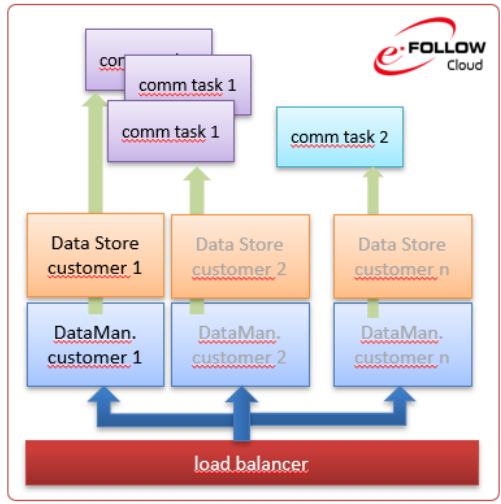 e-FOLLOW
Cloud
comm task 1
comm task 1
comm task 2
Data Store
customer 1
Data Store
customer 2
Data Store
customer n
DataMan.
customer 1
DataMan.
customer 2
DataMan.
customer n
load balancer